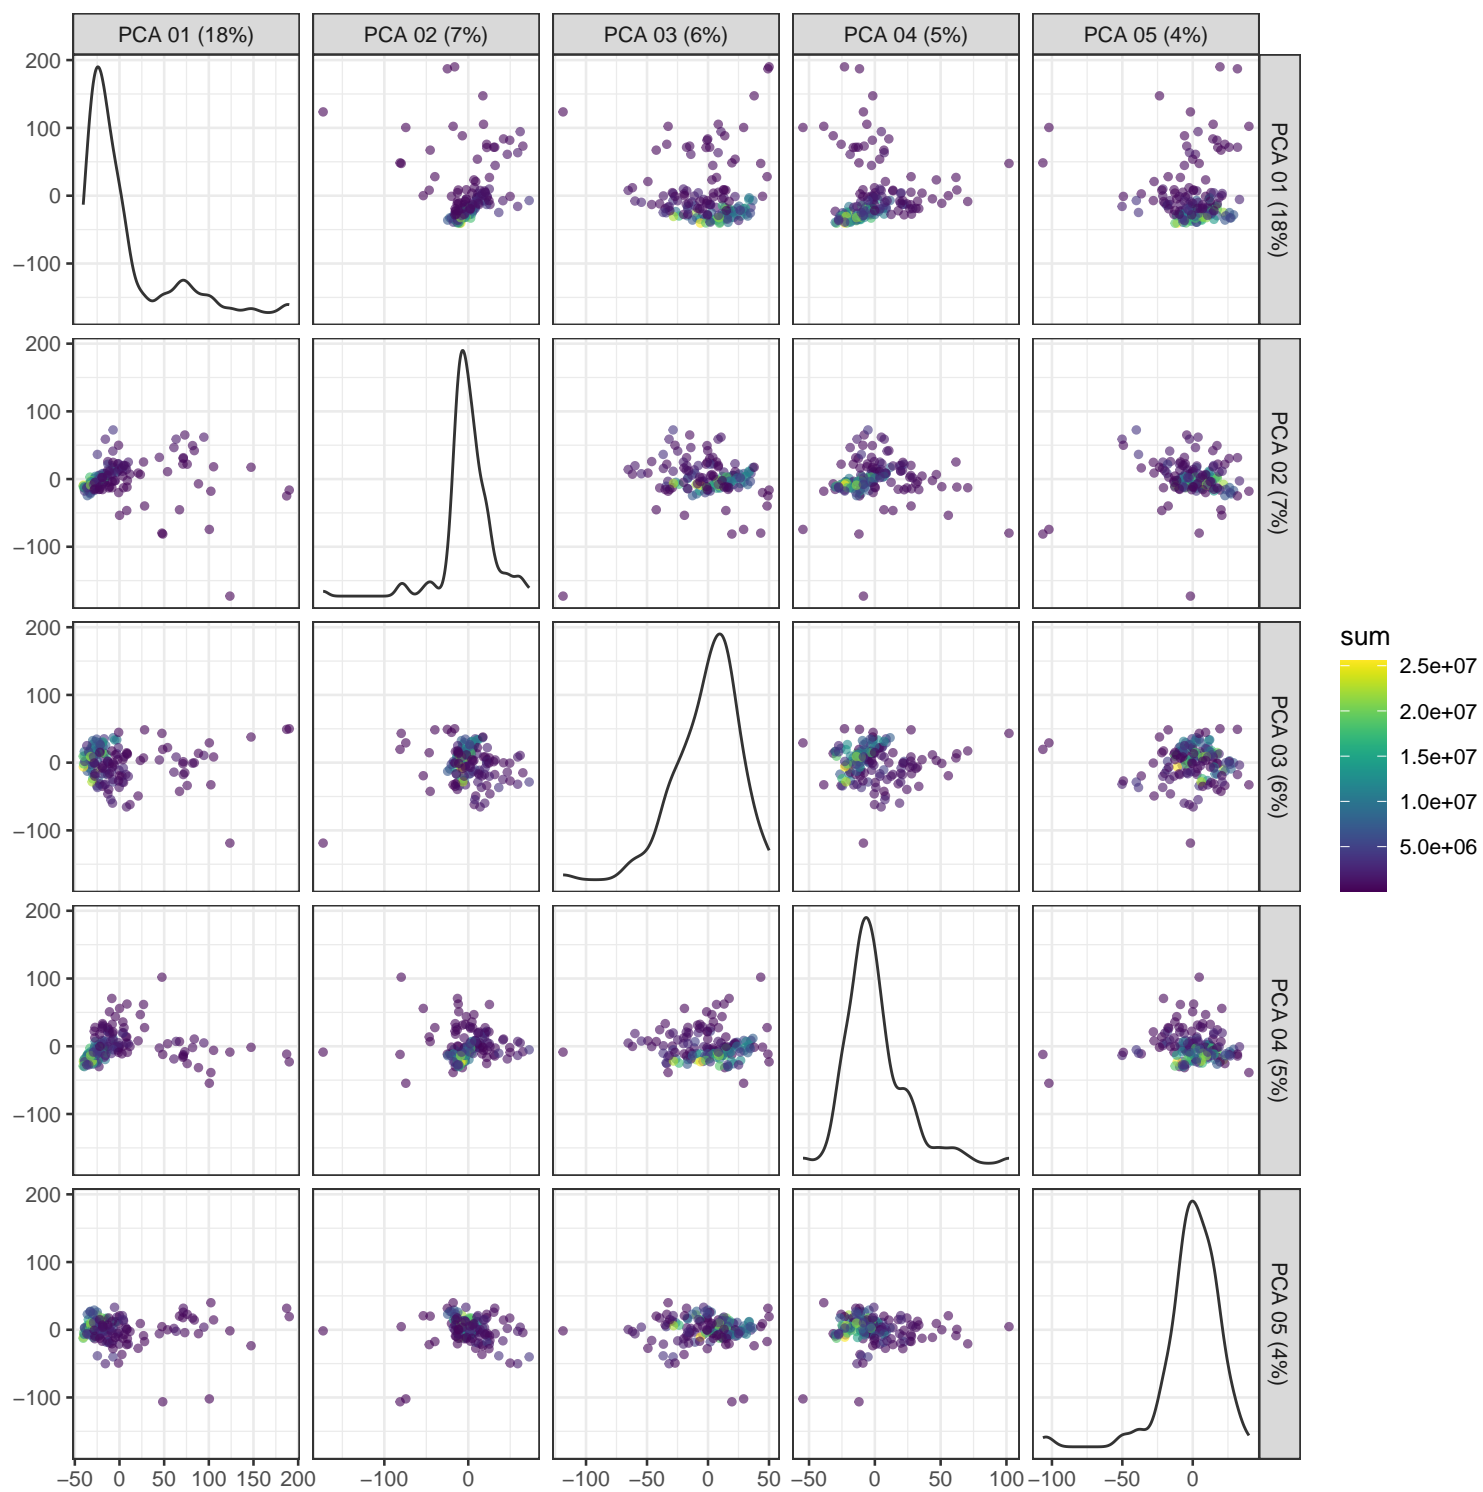 PCA 01 (18%) PCA 02 (7%) PCA 03 (6%) PCA 04 (5%) PCA 05 (4%)
200
100
0
−100
PCA 01 (18%)
200
100
0
−100
PCA 02 (7%)
200
100
0
−100
PCA 03 (6%)
sum
2.5e+07
2.0e+07
1.5e+07
1.0e+07
5.0e+06
200
100
0
−100
PCA 04 (5%)
200
100
0
−100
PCA 05 (4%)
−50 0 50 100 150 200 −100 0 −100 −50 0 50 −50 0 50 100 −100 −50 0